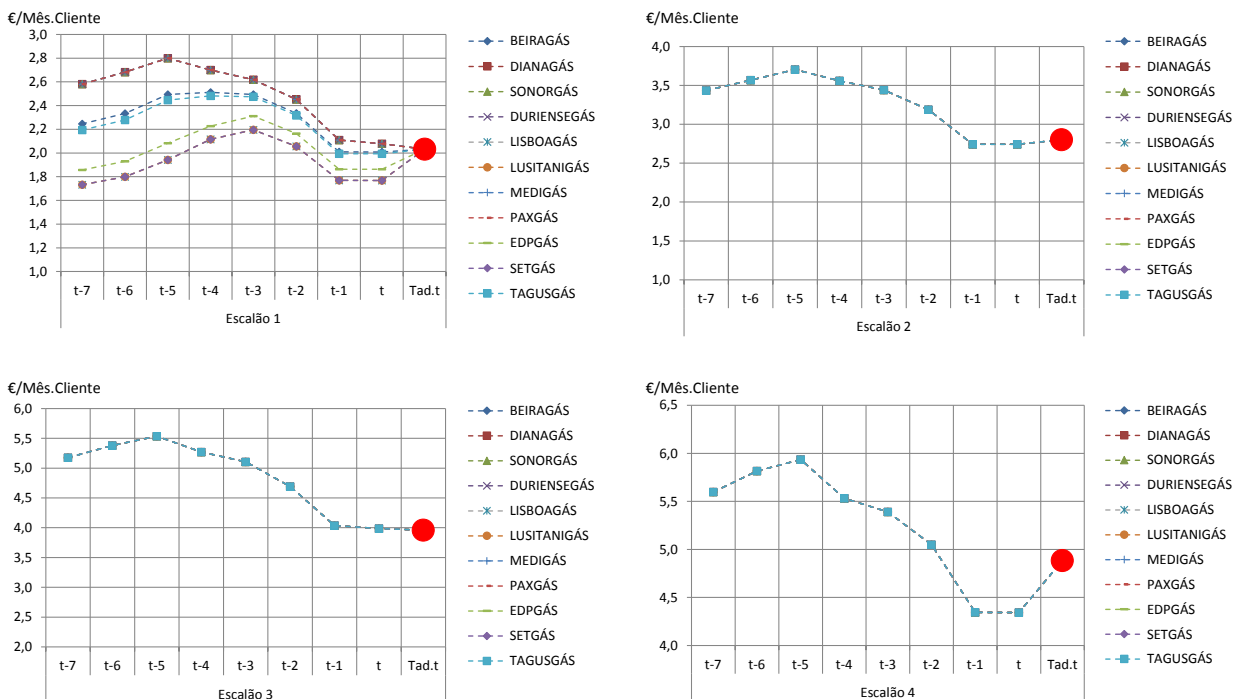 €/Mês.Cliente
3,0
2,8
2,6
2,4
2,2
2,0
1,8
1,6
1,4
1,2
1,0
t-7 t-6 t-5 t-4 t-3 t-2 t-1 t Tad.t
Escalão 1
BEIRAGÁS
DIANAGÁS
SONORGÁS
DURIENSEGÁS
LISBOAGÁS
LUSITANIGÁS
MEDIGÁS
PAXGÁS
EDPGÁS
SETGÁS
TAGUSGÁS
€/Mês.Cliente
4,0
3,5
3,0
2,5
2,0
1,5
1,0
t-7 t-6 t-5 t-4 t-3 t-2 t-1 t Tad.t
Escalão 2
BEIRAGÁS
DIANAGÁS
SONORGÁS
DURIENSEGÁS
LISBOAGÁS
LUSITANIGÁS
MEDIGÁS
PAXGÁS
EDPGÁS
SETGÁS
TAGUSGÁS
€/Mês.Cliente
6,0
5,5
5,0
4,5
4,0
3,5
3,0
2,5
2,0
t-7 t-6 t-5 t-4 t-3 t-2 t-1 t Tad.t
Escalão 3
BEIRAGÁS
DIANAGÁS
SONORGÁS
DURIENSEGÁS
LISBOAGÁS
LUSITANIGÁS
MEDIGÁS
PAXGÁS
EDPGÁS
SETGÁS
TAGUSGÁS
€/Mês.Cliente
6,5
6,0
5,5
5,0
4,5
4,0
t-7 t-6 t-5 t-4 t-3 t-2 t-1 t Tad.t
Escalão 4
BEIRAGÁS
DIANAGÁS
SONORGÁS
DURIENSEGÁS
LISBOAGÁS
LUSITANIGÁS
MEDIGÁS
PAXGÁS
EDPGÁS
SETGÁS
TAGUSGÁS